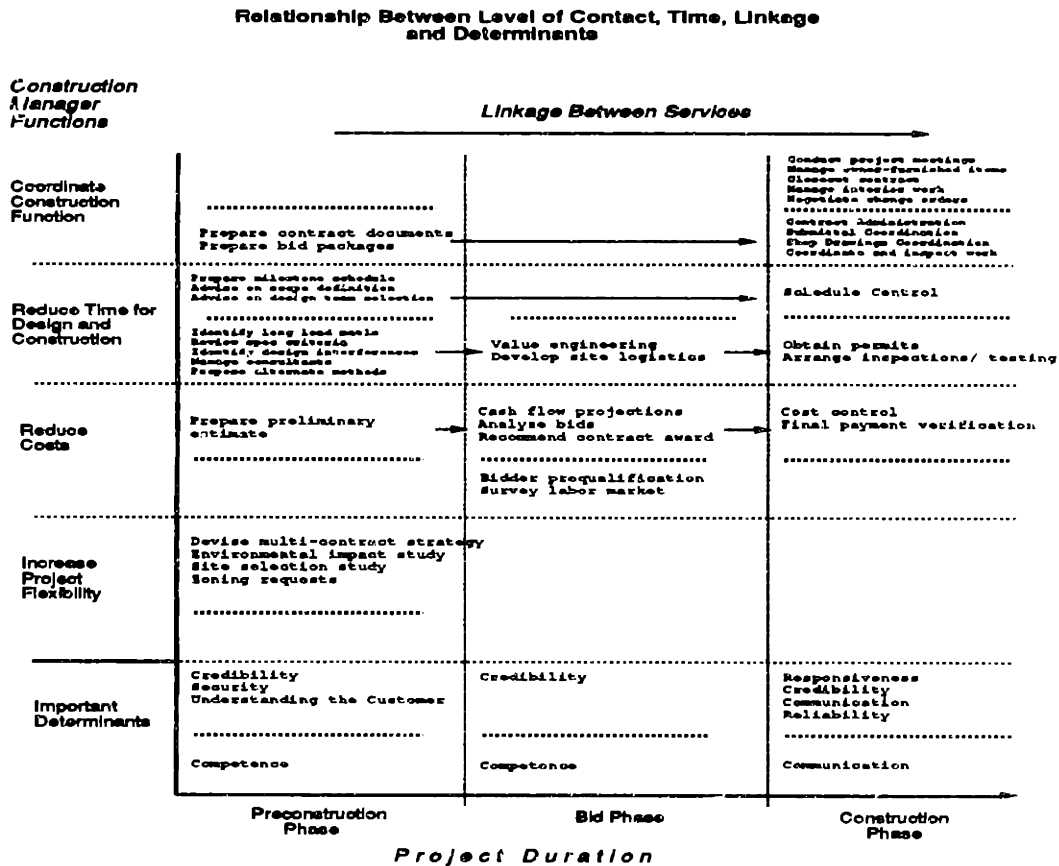 Relationship Between Level of Contact, Time, Linkage
and Determinants
Construction
Manager
Functions
Linkage Between Services
Coordinate
Construction
Function
Prepare contract documents
Prepare bid packages
Conduct project meetings
Manage owner-furnished items
Closeout contract
Manage interior work
Negotiate change orders
Contract Administration
Submittal Coordination
Shop Drawings Coordination
Coordinate and inspect work
Reduce Time for
Design and
Construction
Prepare milestone schedule
Advise on scope definition
Advise on design team selection
Schedule Control
Identify long lead matls
Review spec criteria
Identify design interferences
Manage consultants
Propose alternate methods
Value engineering
Develop site logistics
Obtain permits
Arrange inspections/ testing
Reduce
Costs
Prepare preliminary
estimate
Cash flow projections
Analyse bids
Recommend contract award
Cost control
Final payment verification
Bidder prequalification
Survey labor market
Increase
Project
Flexibility
Devise multi-contract strategy
Environmental impact study
Site selection study
Zoning requests
Important
Determinants
Credibility
Security
Understanding the Customer
Credibility
Responsiveness
Credibility
Communication
Reliability
Competence
Competence
Communication
Preconstruction
Phase
Bid Phase
Construction
Phase
Project Duration